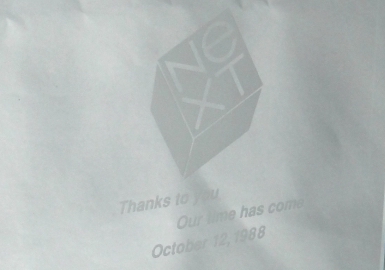 NeXT
Thanks to you
Our time has come
October 12, 1988